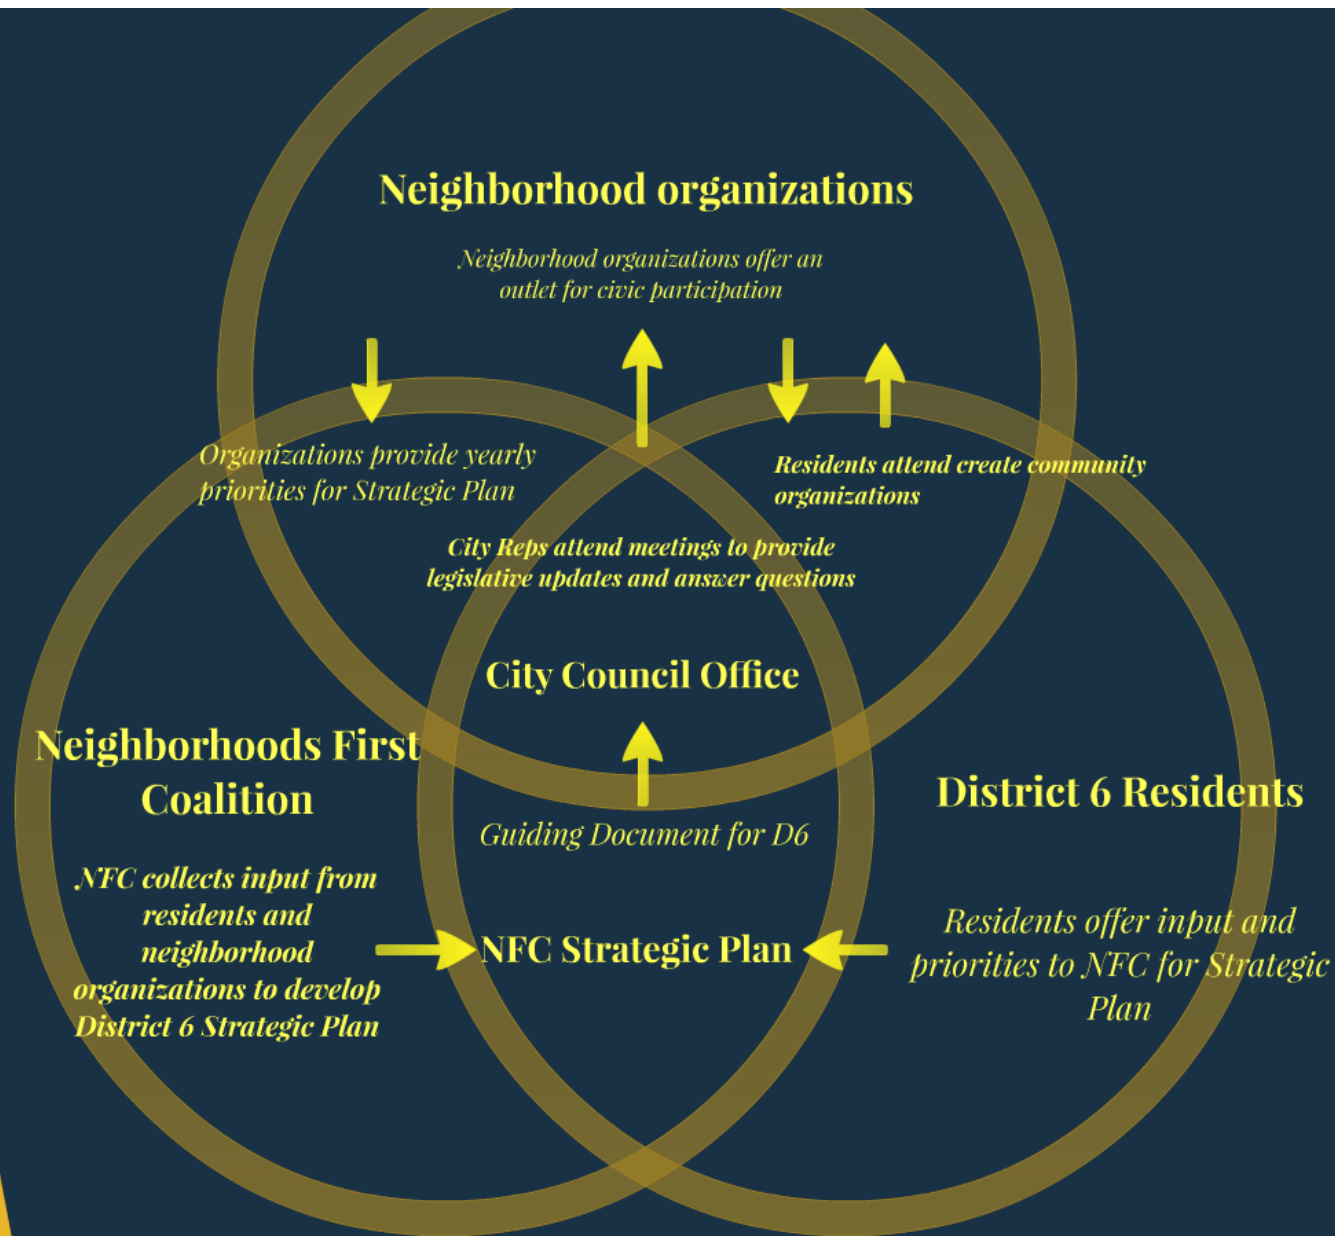 Neighborhood organizations
Neighborhood organizations offer an
outlet for civic participation
Organizations provide yearly
priorities for Strategic Plan
Residents attend create community
organizations
City Reps attend meetings to provide
legislative updates and answer questions
City Council Office
Neighborhoods First
Coalition
District 6 Residents
Guiding Document for D6
NFC collects input from
residents and
neighborhood
organizations to develop
District 6 Strategic Plan
NFC Strategic Plan
Residents offer input and
priorities to NFC for Strategic
Plan